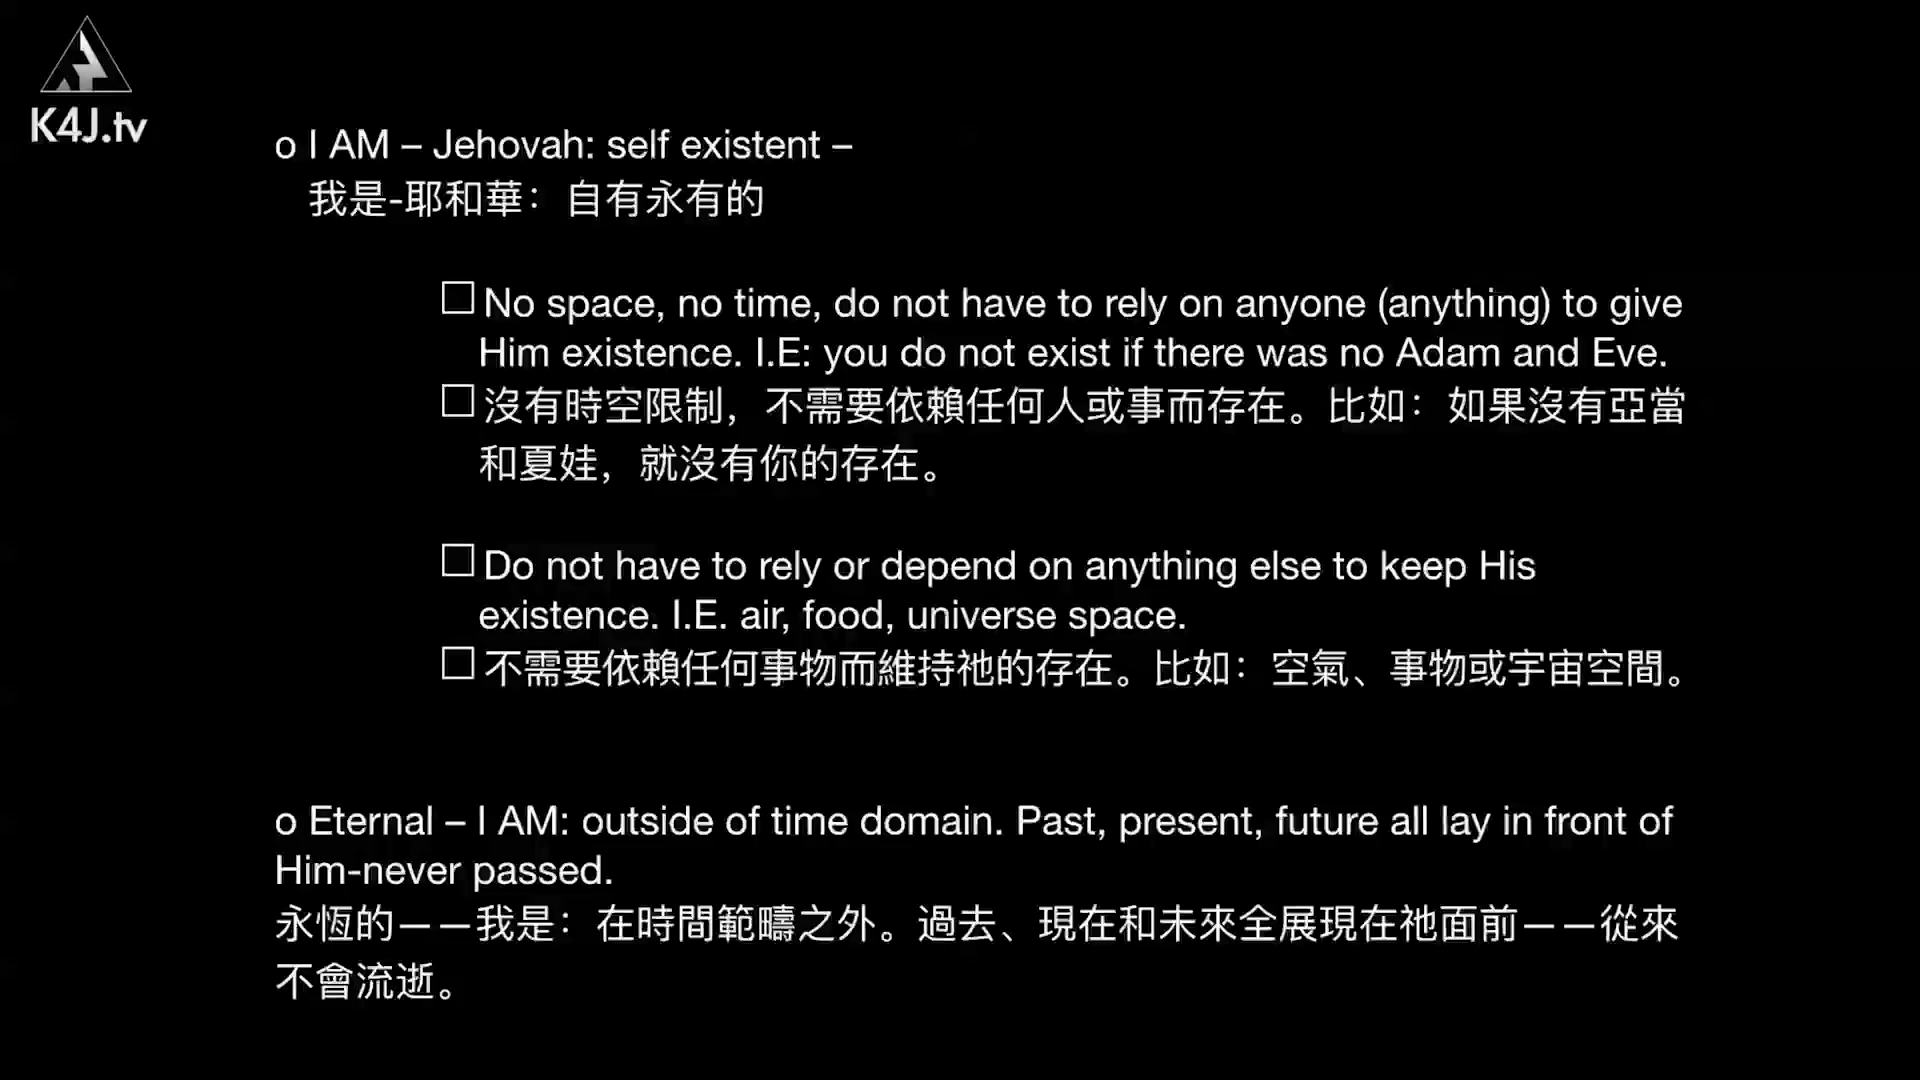 K4J.tv
o I AM – Jehovah: self existent –
我是-耶和華：自有永有的
□No space, no time, do not have to rely on anyone (anything) to give
Him existence. I.E: you do not exist if there was no Adam and Eve.
□沒有時空限制，不需要依賴任何人或事而存在。比如：如果沒有亞當
和夏娃，就沒有你的存在。
□Do not have to rely or depend on anything else to keep His
existence. I.E. air, food, universe space.
□不需要依賴任何事物而維持祂的存在。比如：空氣、事物或宇宙空間。
o Eternal – I AM: outside of time domain. Past, present, future all lay in front of
Him-never passed.
永恆的——我是：在時間範疇之外。過去、現在和未來全展現在祂面前——從來
不會流逝。